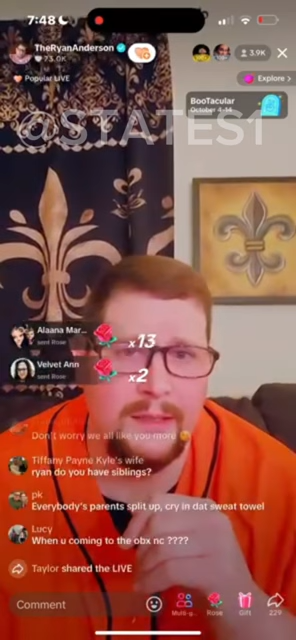 7:48
TheRyanAnderson
73.0K
3.9K
Popular LIVE
Explore >
BooTacular
October 4-14
@STATES1
Alaana Mar...
sent Rose
x13
Velvet Ann
sent Rose
x2
Don't worry we all like you more
Tiffany Payne Kyle's wife
ryan do you have siblings?
pk
Everybody's parents split up, cry in dat sweat towel
Lucy
When u coming to the obx nc ????
Taylor shared the LIVE
Comment
Multi-g...
Rose
Gift
229